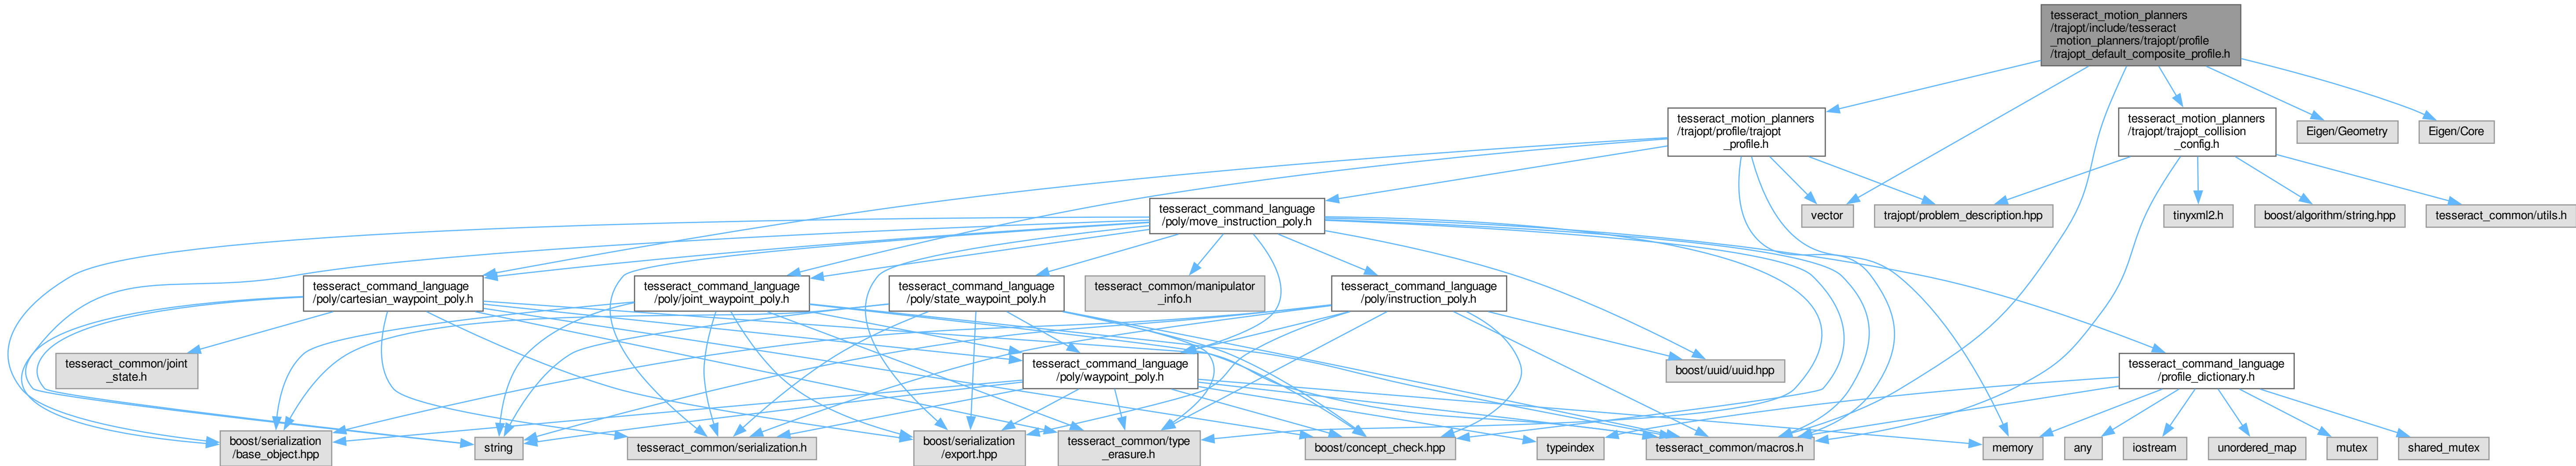 tesseract_motion_planners
/trajopt/include/tesseract
_motion_planners/trajopt/profile
/trajopt_default_composite_profile.h
tesseract_motion_planners
/trajopt/profile/trajopt
_profile.h
tesseract_motion_planners
/trajopt/trajopt_collision
_config.h
Eigen/Geometry
Eigen/Core
tesseract_command_language
/poly/move_instruction_poly.h
vector
trajopt/problem_description.hpp
tinyxml2.h
boost/algorithm/string.hpp
tesseract_common/utils.h
tesseract_command_language
/poly/cartesian_waypoint_poly.h
tesseract_command_language
/poly/joint_waypoint_poly.h
tesseract_command_language
/poly/state_waypoint_poly.h
tesseract_common/manipulator
_info.h
tesseract_command_language
/poly/instruction_poly.h
tesseract_common/joint
_state.h
tesseract_command_language
/poly/waypoint_poly.h
boost/uuid/uuid.hpp
tesseract_command_language
/profile_dictionary.h
boost/serialization
/base_object.hpp
string
tesseract_common/serialization.h
boost/serialization
/export.hpp
tesseract_common/type
_erasure.h
boost/concept_check.hpp
typeindex
tesseract_common/macros.h
memory
any
iostream
unordered_map
mutex
shared_mutex